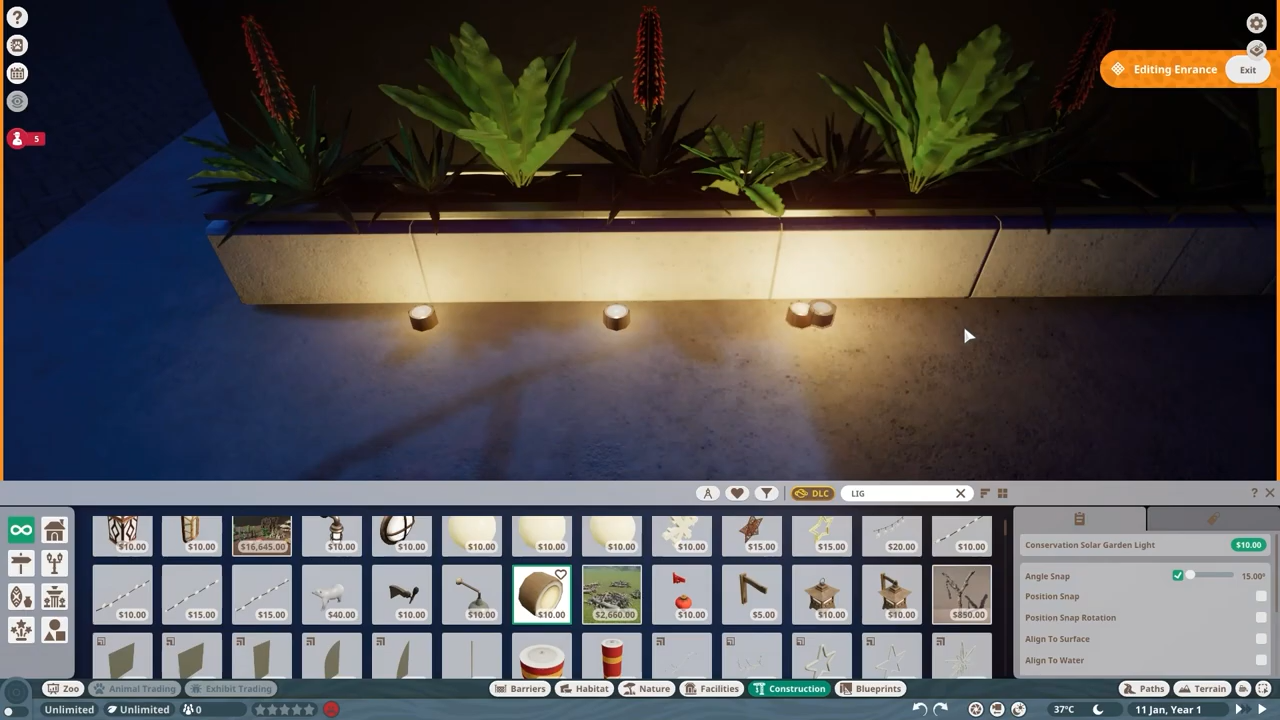 ?
Editing Enrance
Exit
5
DLC
LIG
?
$10.00
$10.00
$16,645.00
$10.00
$10.00
$10.00
$10.00
$10.00
$10.00
$15.00
$15.00
$20.00
$10.00
$10.00
$15.00
$15.00
$40.00
$10.00
$10.00
$10.00
$2,660.00
$10.00
$5.00
$10.00
$10.00
$890.00
Conservation Solar Garden Light
$10.00
Angle Snap
15.00°
Position Snap
Position Snap Rotation
Align To Surface
Align To Water
Zoo
Animal Trading
Exhibit Trading
Barriers
Habitat
Nature
Facilities
Construction
Blueprints
Paths
Terrain
Unlimited
Unlimited
0
37°C
11 Jan, Year 1